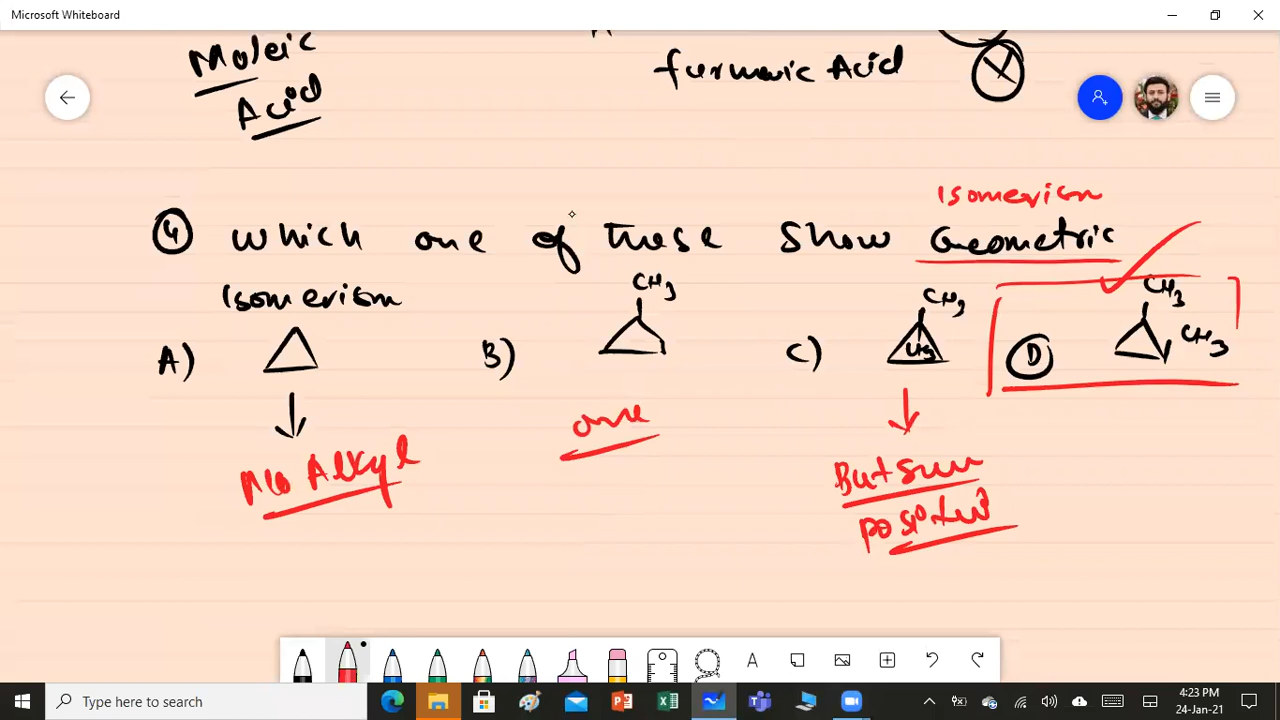 Microsoft Whiteboard
Maleic
Acid
furmaric Acid
Isomerism
4 Which one of these show Geometric
Isomerism
A)
B) CH3
C) CH3 CH3
D CH3 CH3
No Alkyl
one
But same
position
A
Type here to search
4:23 PM
24-Jan-21